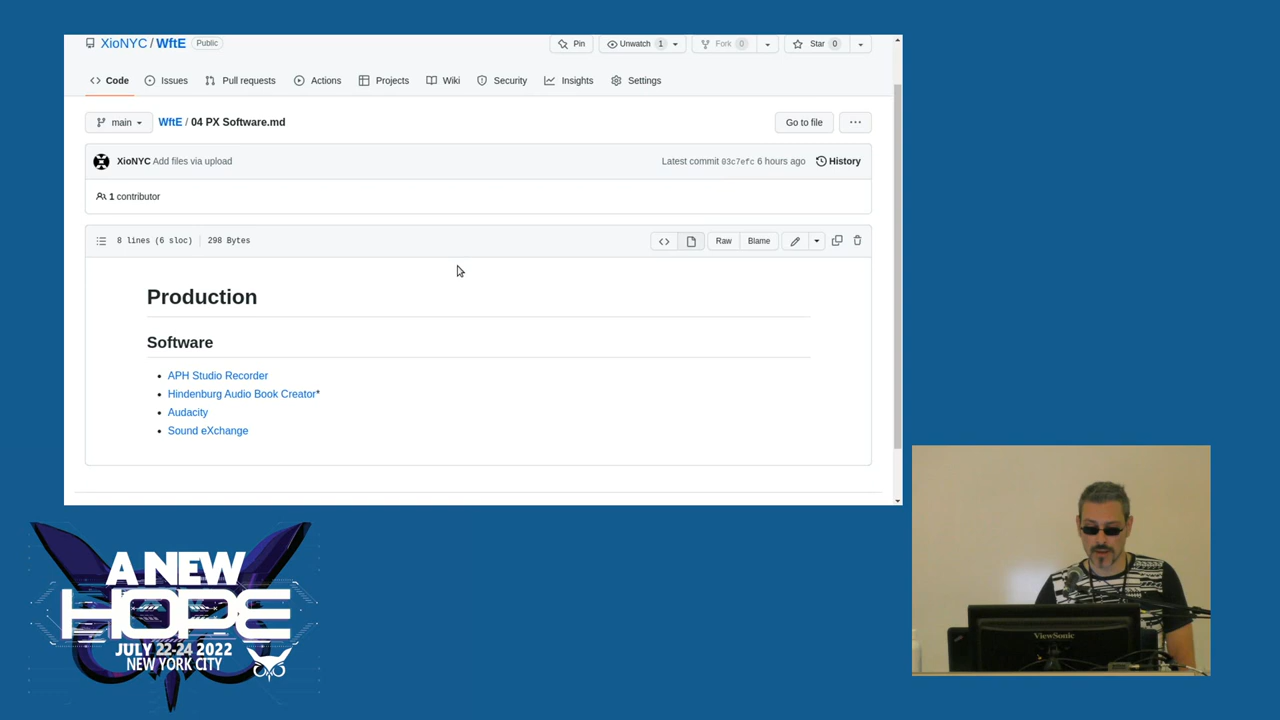 XioNYC / WftE Public
Pin
Unwatch 1
Fork 0
Star 0
Code
Issues
Pull requests
Actions
Projects
Wiki
Security
Insights
Settings
main
WftE / 04 PX Software.md
Go to file
XioNYC Add files via upload
Latest commit 03c7efc 6 hours ago
History
1 contributor
8 lines (6 sloc) 298 Bytes
Raw
Blame
Production
Software
APH Studio Recorder
Hindenburg Audio Book Creator*
Audacity
Sound eXchange
A NEW
HOPE
JULY 22-24 2022
NEW YORK CITY
ViewSonic